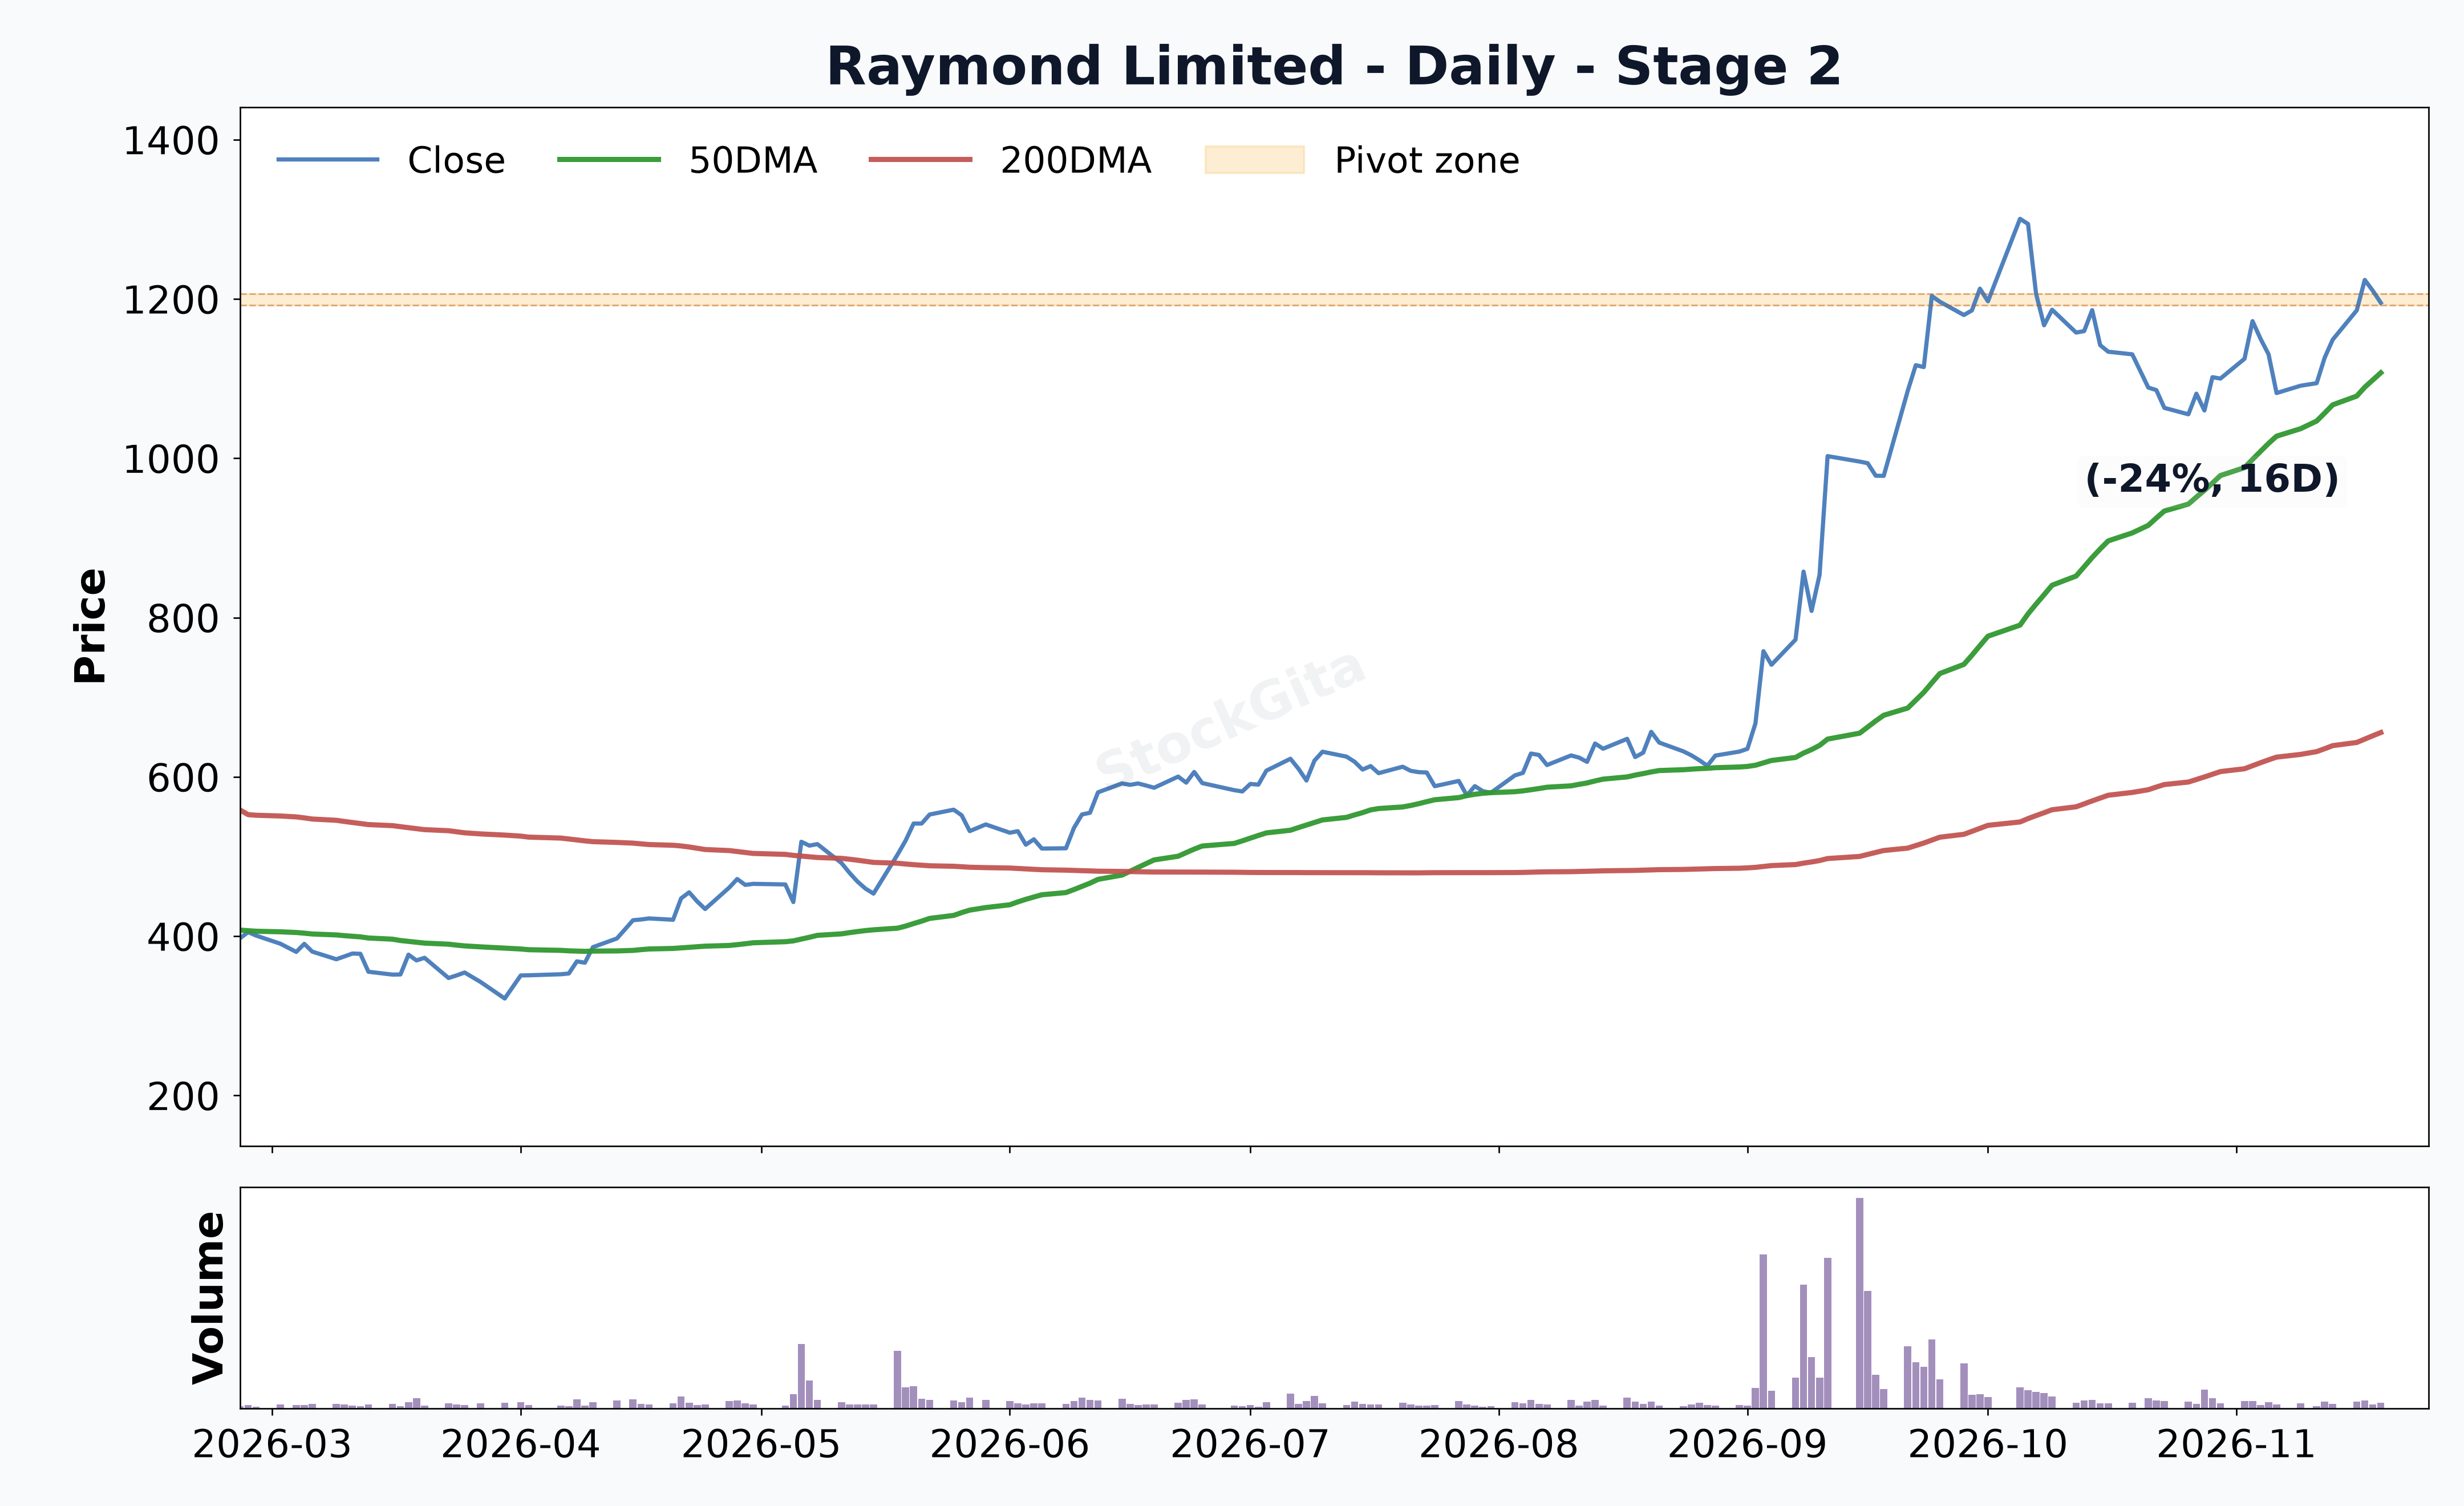 Raymond Limited - Daily - Stage 2
Close 50DMA 200DMA Pivot zone
1400
1200
1000
800
600
400
200
Price
(-24%, 16D)
StockGita
Volume
2026-03 2026-04 2026-05 2026-06 2026-07 2026-08 2026-09 2026-10 2026-11